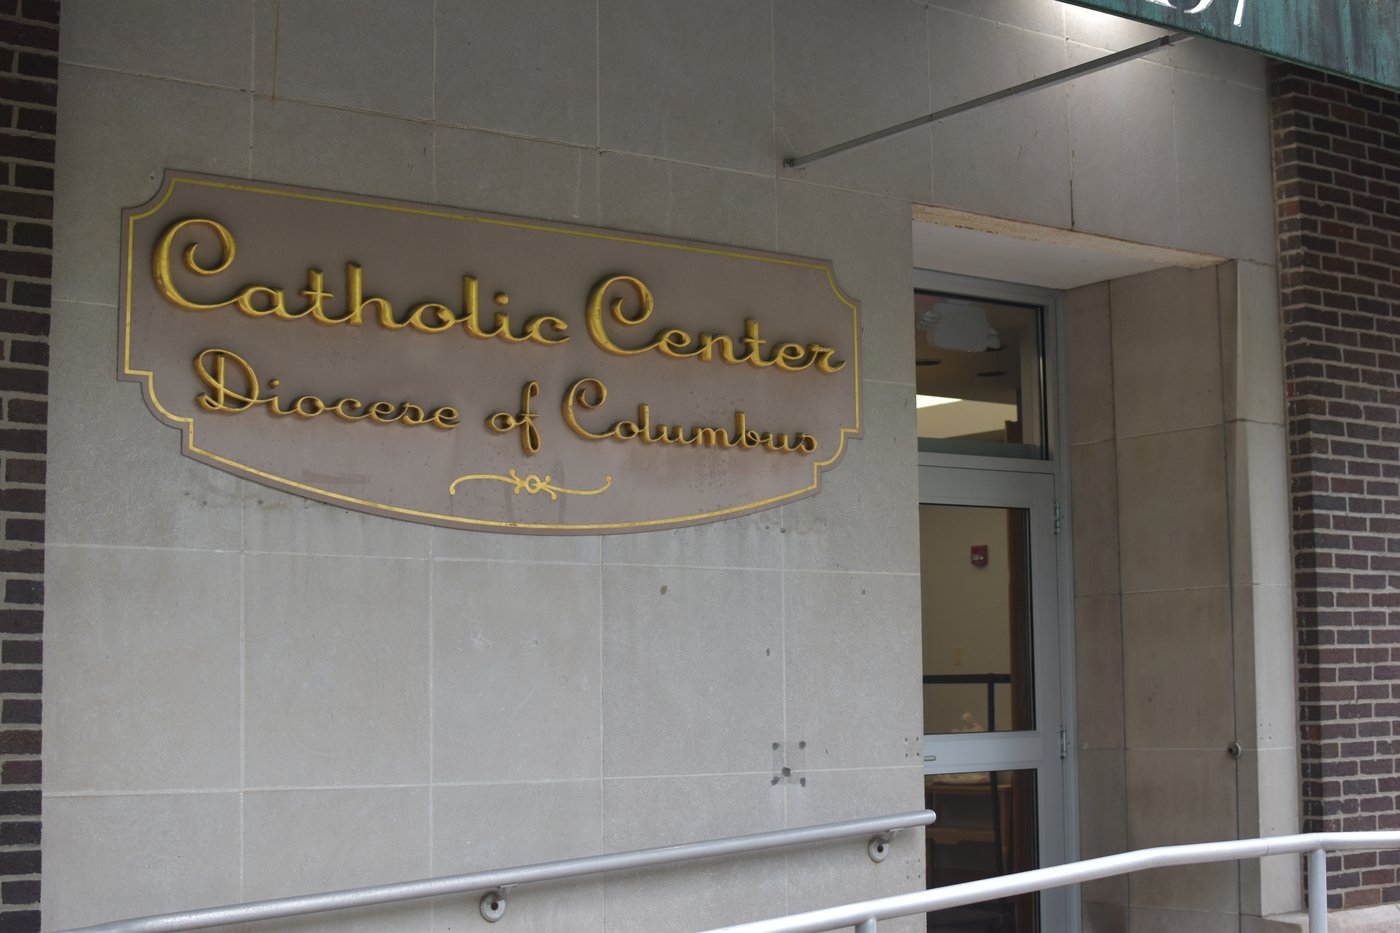 Catholic Center
Diocese of Columbus